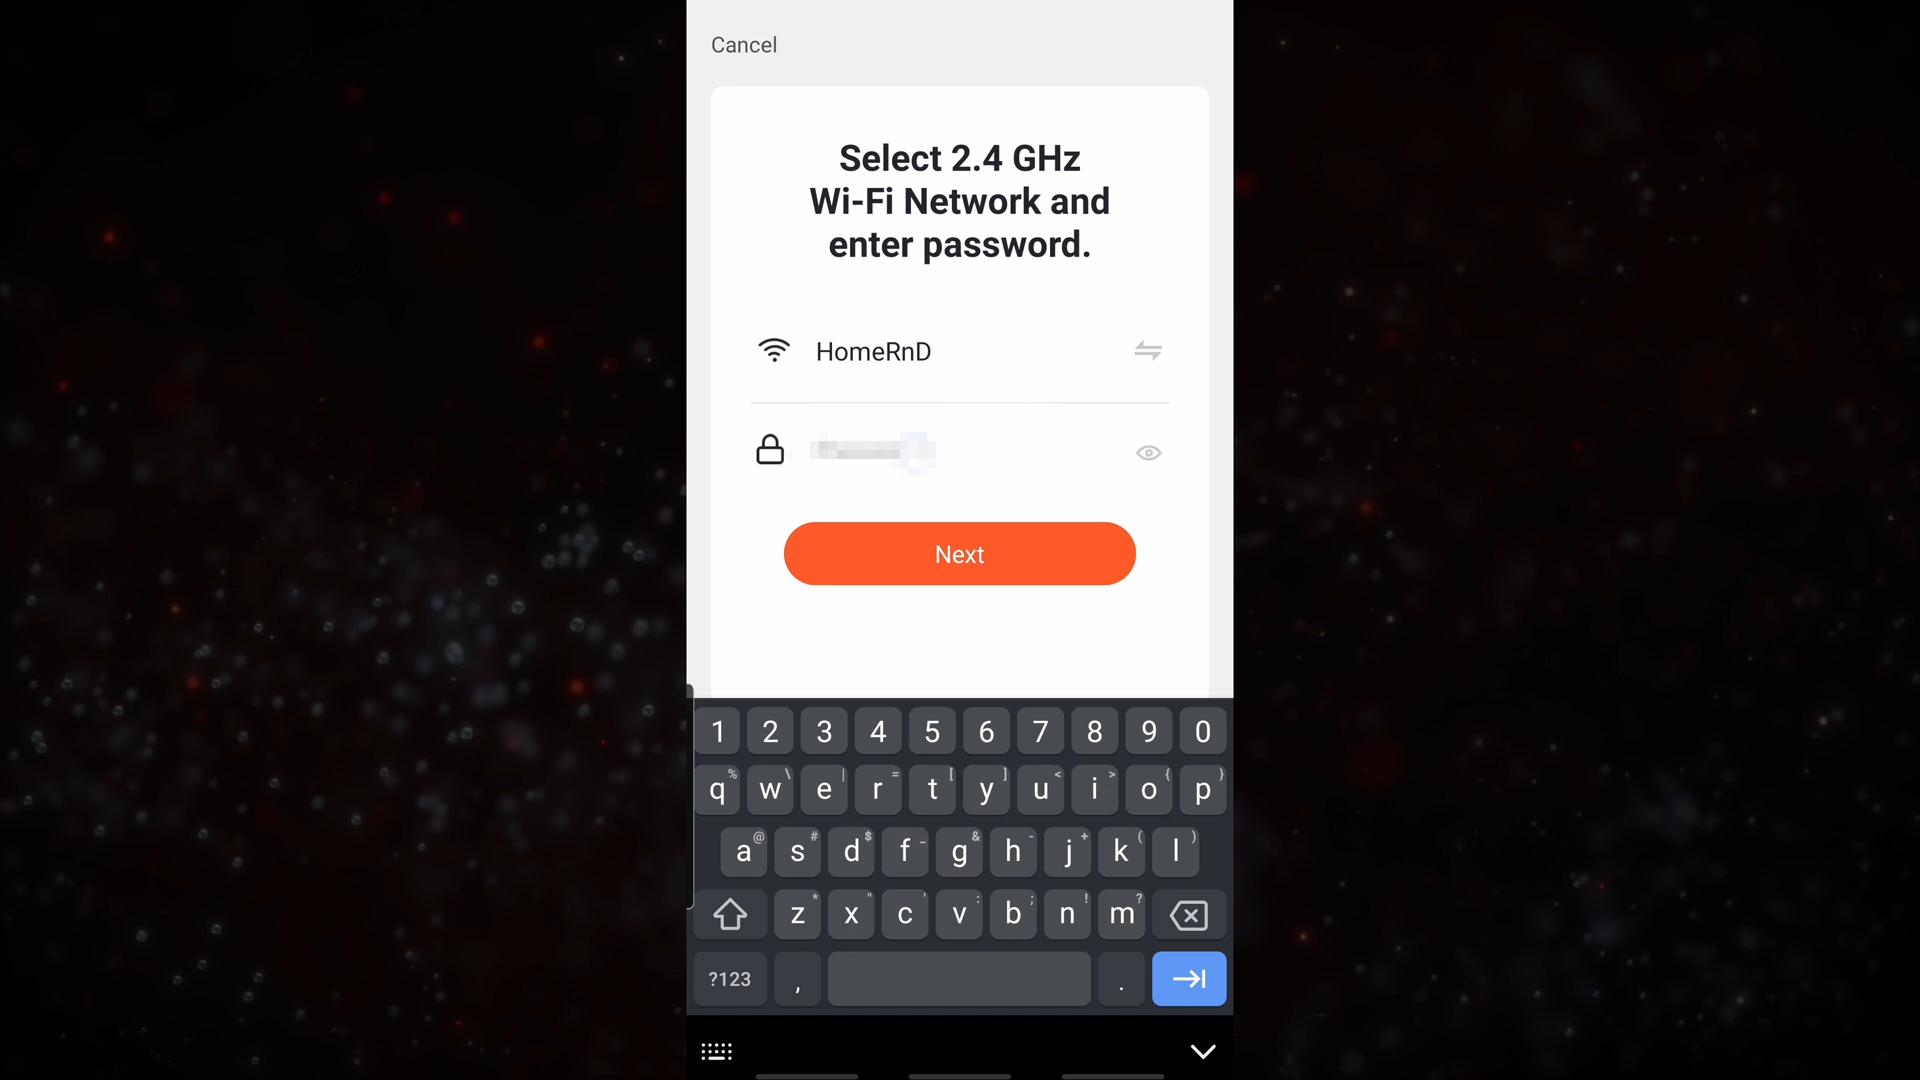 Cancel
Select 2.4 GHz
Wi-Fi Network and
enter password.
HomeRnD
Next
1 2 3 4 5 6 7 8 9 0
% \ | = [ ] < > { }
q w e r t y u i o p
@ # $ _ & - + ( )
a s d f g h j k l
* " ' : ; ! ?
z x c v b n m
?123 , .